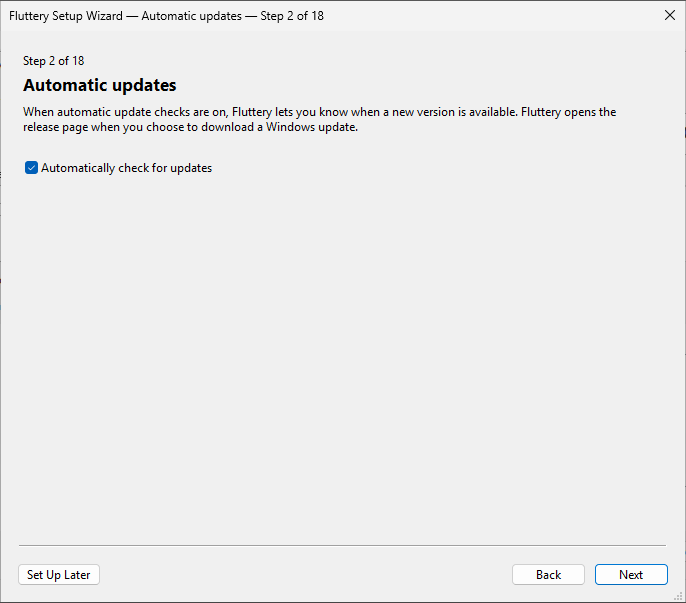 Fluttery Setup Wizard — Automatic updates — Step 2 of 18
Step 2 of 18
Automatic updates
When automatic update checks are on, Fluttery lets you know when a new version is available. Fluttery opens the
release page when you choose to download a Windows update.
Automatically check for updates
Set Up Later
Back
Next